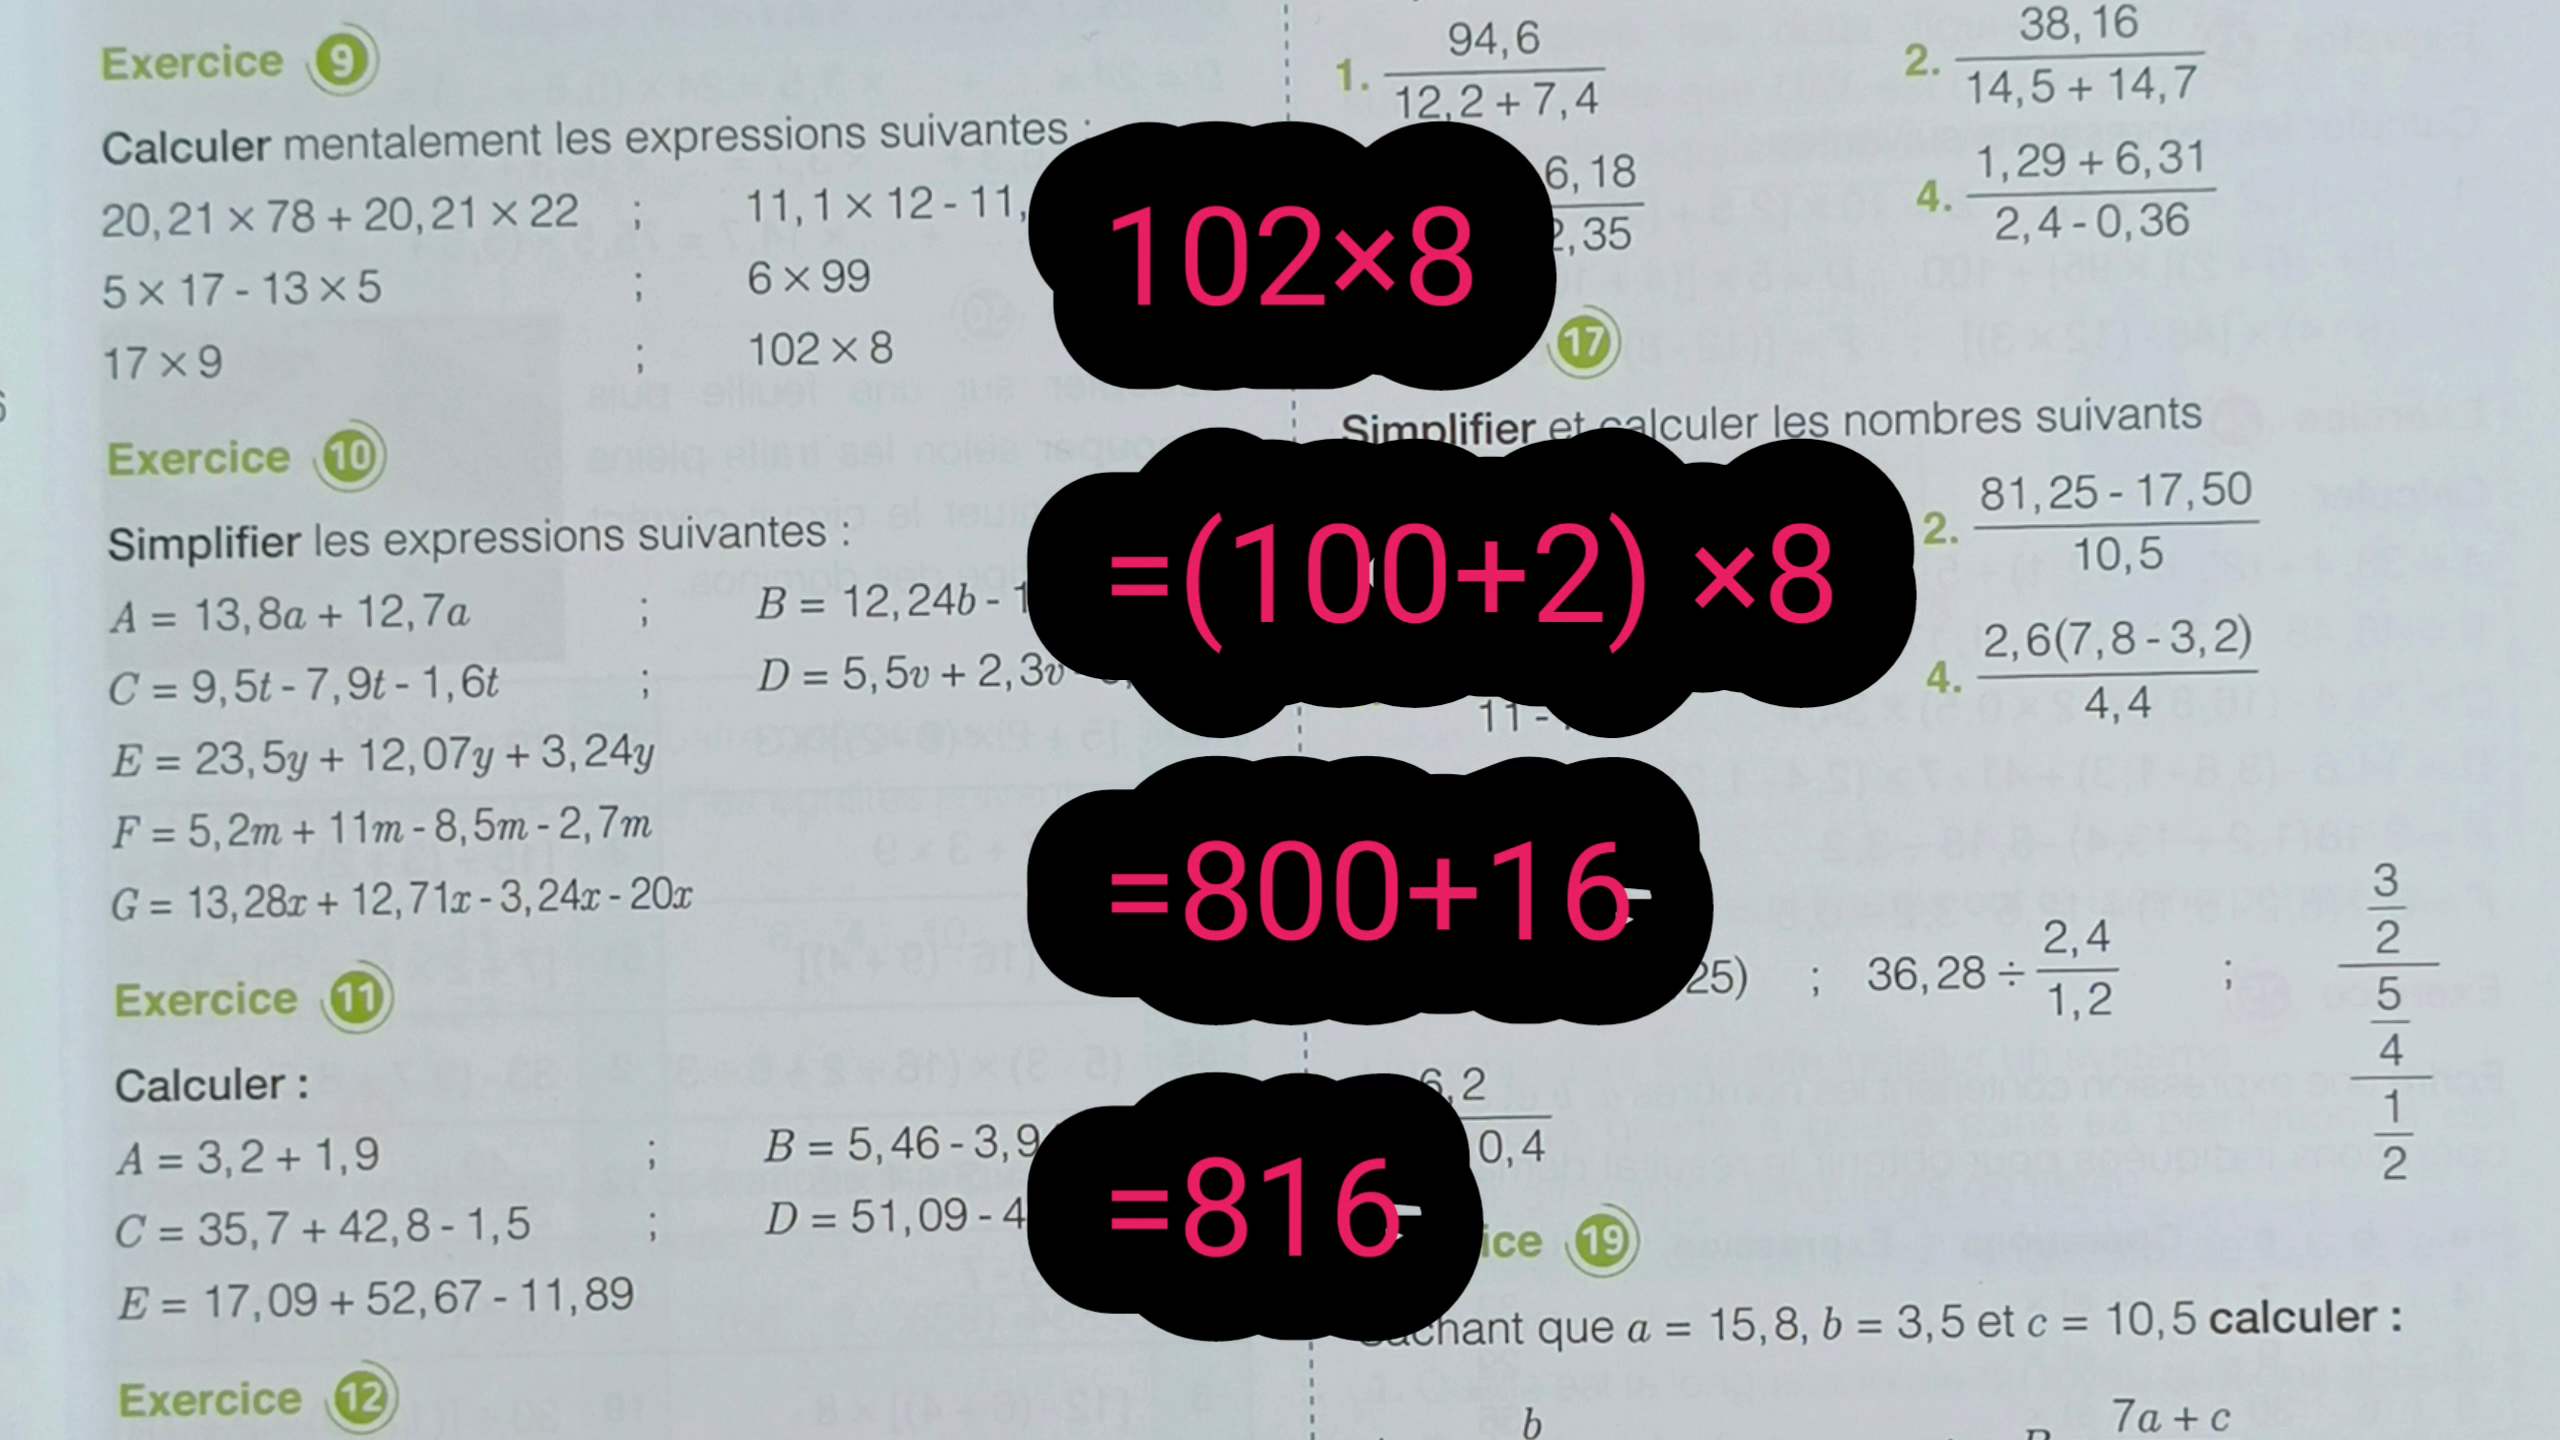 Exercice 9
Calculer mentalement les expressions suivantes :
20,21 × 78 + 20,21 × 22 ; 11,1 × 12 - 11,
5 × 17 - 13 × 5 ; 6 × 99
17 × 9 ; 102 × 8
Exercice 10
Simplifier les expressions suivantes :
A = 13,8a + 12,7a ; B = 12,24b - 1
C = 9,5t - 7,9t - 1,6t ; D = 5,5v + 2,3v
E = 23,5y + 12,07y + 3,24y
F = 5,2m + 11m - 8,5m - 2,7m
G = 13,28x + 12,71x - 3,24x - 20x
Exercice 11
Calculer :
A = 3,2 + 1,9 ; B = 5,46 - 3,9
C = 35,7 + 42,8 - 1,5 ; D = 51,09 - 4
E = 17,09 + 52,67 - 11,89
Exercice 12
102×8
=(100+2) ×8
=800+16
=816
1. 94,6 2. 38,16
12,2 + 7,4 14,5 + 14,7
6,18 4. 1,29 + 6,31
2,35 2,4 - 0,36
17
Simplifier et calculer les nombres suivants
2. 81,25 - 17,50
10,5
4. 2,6(7,8 - 3,2)
11 - 4,4
25) ; 36,28 ÷ 2,4 ; 3
1,2 2
5
4
1
2
6,2
0,4
ice 19
chant que a = 15,8, b = 3,5 et c = 10,5 calculer :
b 7a + c